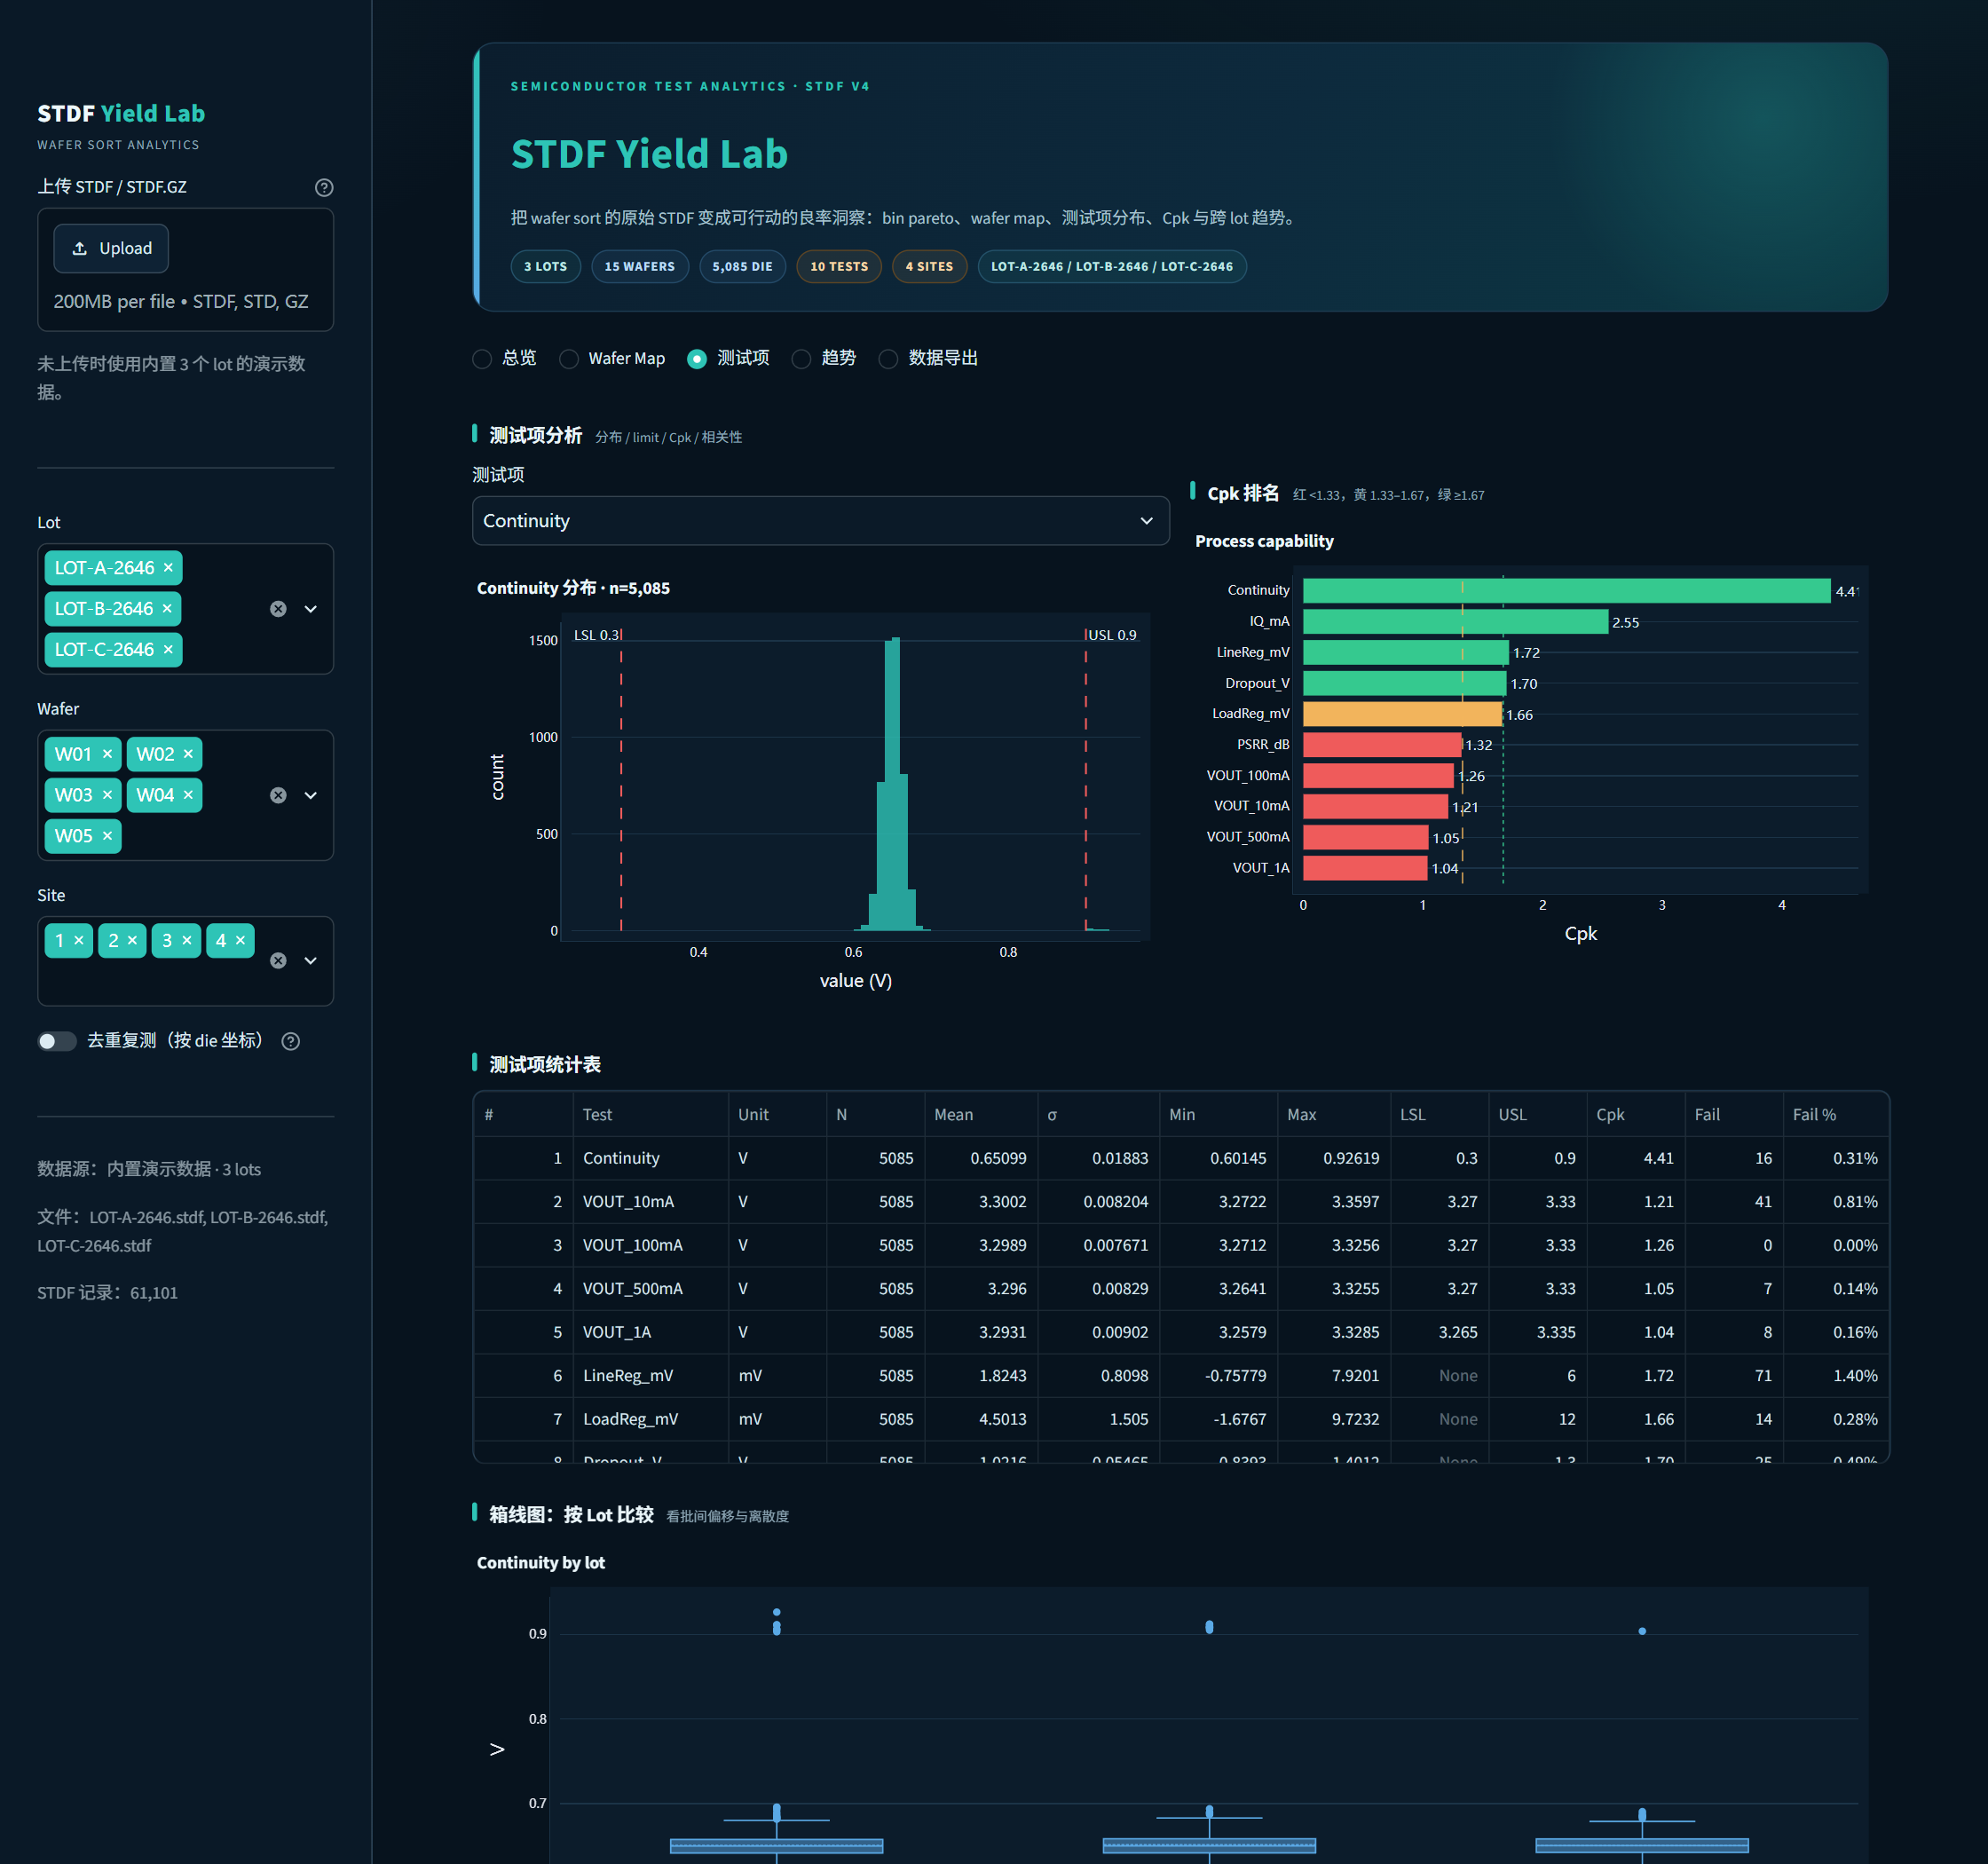 STDF Yield Lab
WAFER SORT ANALYTICS
上传 STDF / STDF.GZ
Upload
200MB per file • STDF, STD, GZ
未上传时使用内置 3 个 lot 的演示数
据。
Lot
LOT-A-2646 ×
LOT-B-2646 ×
LOT-C-2646 ×
Wafer
W01 × W02 ×
W03 × W04 ×
W05 ×
Site
1 × 2 × 3 × 4 ×
去重复测（按 die 坐标）
数据源：内置演示数据 · 3 lots
文件：LOT-A-2646.stdf, LOT-B-2646.stdf,
LOT-C-2646.stdf
STDF 记录：61,101
SEMICONDUCTOR TEST ANALYTICS · STDF V4
STDF Yield Lab
把 wafer sort 的原始 STDF 变成可行动的良率洞察：bin pareto、wafer map、测试项分布、Cpk 与跨 lot 趋势。
3 LOTS 15 WAFERS 5,085 DIE 10 TESTS 4 SITES LOT-A-2646 / LOT-B-2646 / LOT-C-2646
总览 Wafer Map 测试项 趋势 数据导出
测试项分析 分布 / limit / Cpk / 相关性
测试项
Continuity
Continuity 分布 · n=5,085
LSL 0.3 USL 0.9
1500
1000
500
0
count
0.4 0.6 0.8
value (V)
Cpk 排名 红 <1.33，黄 1.33–1.67，绿 ≥1.67
Process capability
Continuity 4.41
IQ_mA 2.55
LineReg_mV 1.72
Dropout_V 1.70
LoadReg_mV 1.66
PSRR_dB 1.32
VOUT_100mA 1.26
VOUT_10mA 1.21
VOUT_500mA 1.05
VOUT_1A 1.04
0 1 2 3 4
Cpk
测试项统计表
# Test Unit N Mean σ Min Max LSL USL Cpk Fail Fail %
1 Continuity V 5085 0.65099 0.01883 0.60145 0.92619 0.3 0.9 4.41 16 0.31%
2 VOUT_10mA V 5085 3.3002 0.008204 3.2722 3.3597 3.27 3.33 1.21 41 0.81%
3 VOUT_100mA V 5085 3.2989 0.007671 3.2712 3.3256 3.27 3.33 1.26 0 0.00%
4 VOUT_500mA V 5085 3.296 0.00829 3.2641 3.3255 3.27 3.33 1.05 7 0.14%
5 VOUT_1A V 5085 3.2931 0.00902 3.2579 3.3285 3.265 3.335 1.04 8 0.16%
6 LineReg_mV mV 5085 1.8243 0.8098 -0.75779 7.9201 None 6 1.72 71 1.40%
7 LoadReg_mV mV 5085 4.5013 1.505 -1.6767 9.7232 None 12 1.66 14 0.28%
8 Dropout_V V 5085 1.0216 0.05465 0.8393 1.4012 None 1.3 1.70 25 0.49%
箱线图：按 Lot 比较 看批间偏移与离散度
Continuity by lot
0.9
0.8
0.7
V